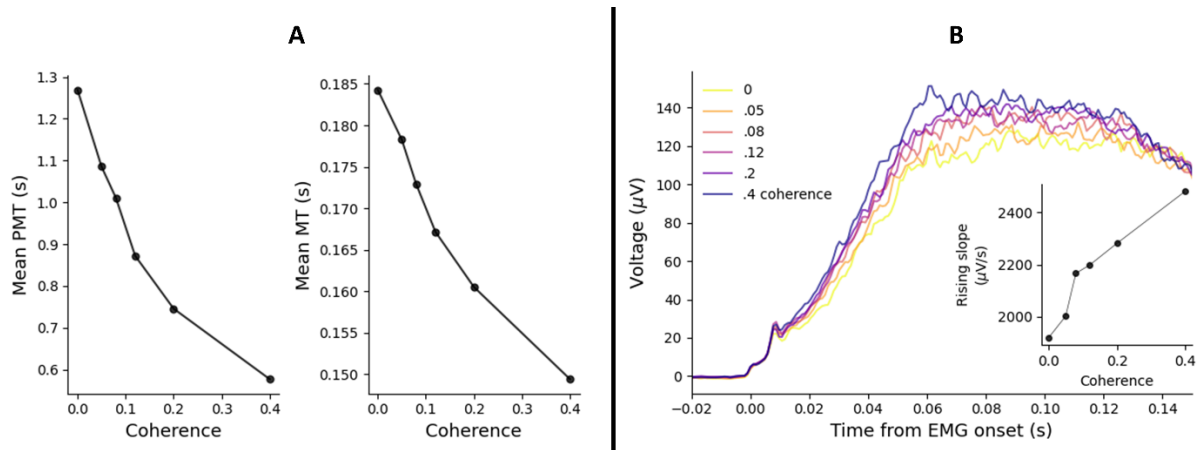 A
1.3
1.2
1.1
1.0
0.9
0.8
0.7
0.6
Mean PMT (s)
0.0 0.1 0.2 0.3 0.4
Coherence
0.185
0.180
0.175
0.170
0.165
0.160
0.155
0.150
Mean MT (s)
0.0 0.1 0.2 0.3 0.4
Coherence
B
0
.05
.08
.12
.2
.4 coherence
140
120
100
80
60
40
20
0
Voltage (μV)
−0.02 0.00 0.02 0.04 0.06 0.08 0.10 0.12 0.14
Time from EMG onset (s)
2400
2200
2000
Rising slope
(μV/s)
0.0 0.2 0.4
Coherence